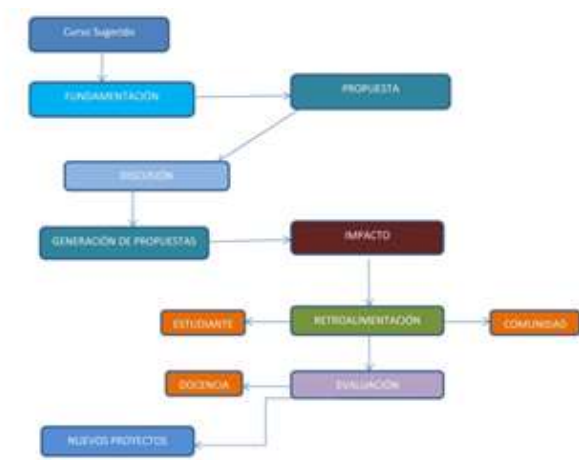 Curso Sugerido
FUNDAMENTACIÓN
PROPUESTA
DISCUSIÓN
GENERACIÓN DE PROPUESTAS
IMPACTO
ESTUDIANTE
RETROALIMENTACIÓN
COMUNIDAD
DOCENCIA
EVALUACIÓN
NUEVOS PROYECTOS